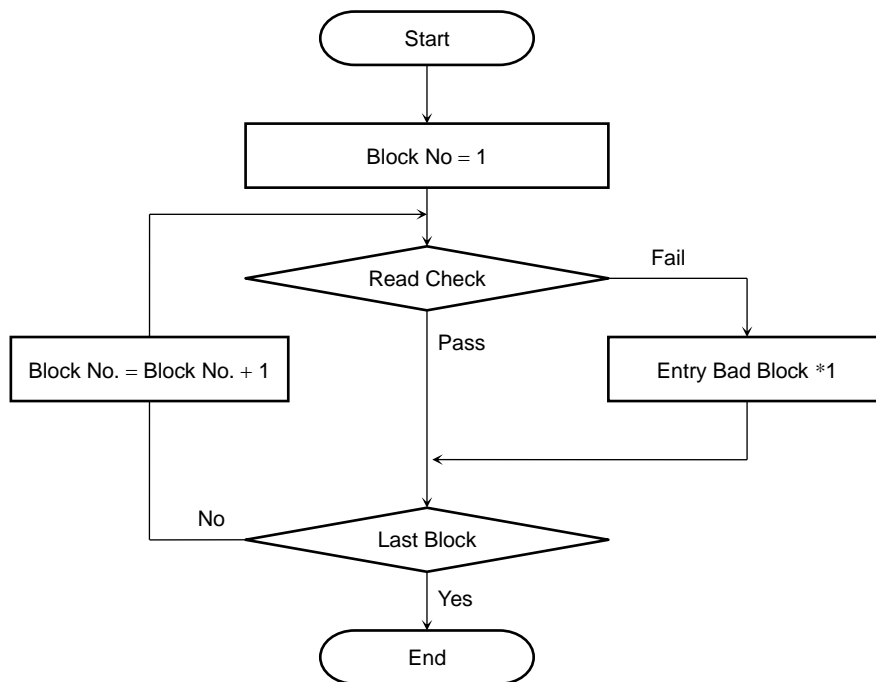 Start
Block No = 1
Read Check
Fail
Pass
Block No. = Block No. + 1
Entry Bad Block *1
No
Last Block
Yes
End